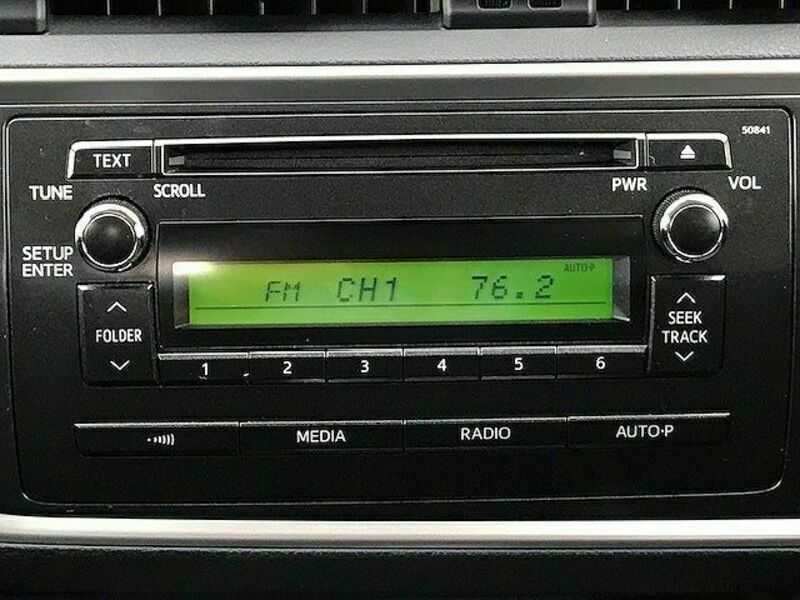 50841
TEXT
TUNE SCROLL PWR VOL
SETUP
ENTER
AUTO-P
FM CH1 76.2
FOLDER
SEEK
TRACK
1 2 3 4 5 6
MEDIA RADIO AUTO·P